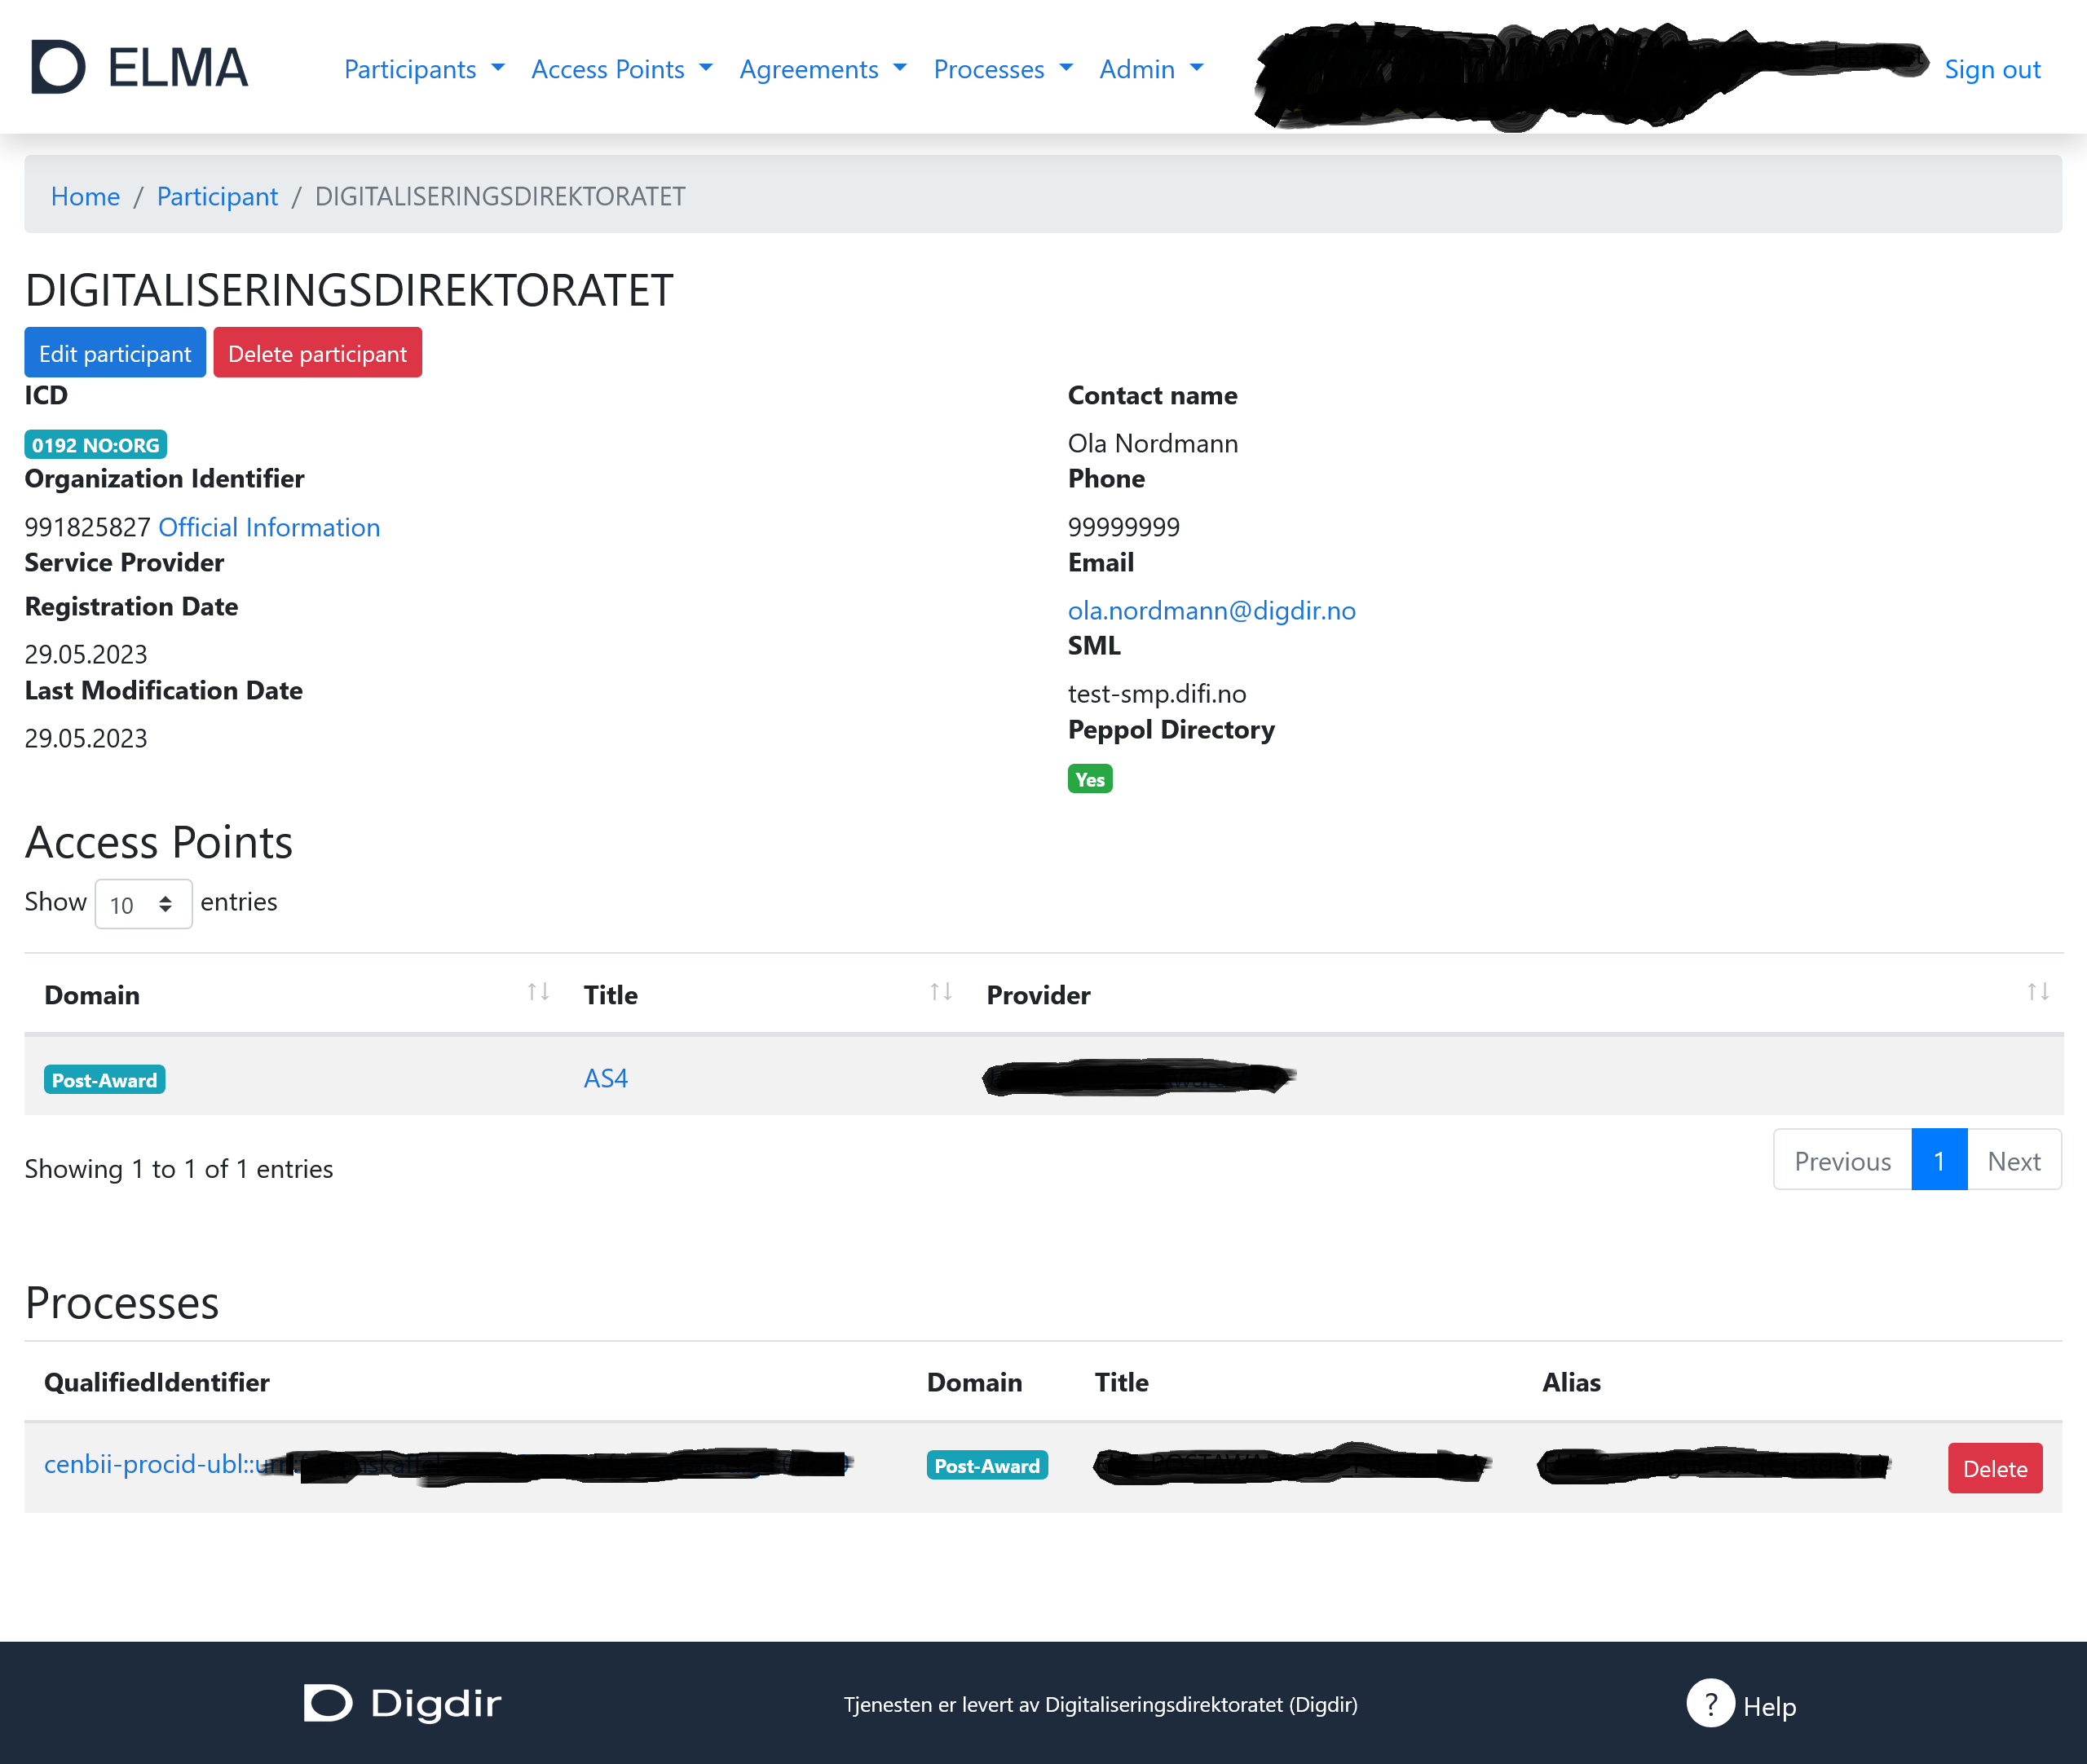 ELMA
Participants Access Points Agreements Processes Admin Sign out
Home / Participant / DIGITALISERINGSDIREKTORATET
DIGITALISERINGSDIREKTORATET
Edit participant Delete participant
ICD
0192 NO:ORG
Organization Identifier
991825827 Official Information
Service Provider
Registration Date
29.05.2023
Last Modification Date
29.05.2023
Contact name
Ola Nordmann
Phone
99999999
Email
ola.nordmann@digdir.no
SML
test-smp.difi.no
Peppol Directory
Yes
Access Points
Show 10 entries
Domain Title Provider
Post-Award AS4
Showing 1 to 1 of 1 entries
Previous 1 Next
Processes
QualifiedIdentifier Domain Title Alias
cenbii-procid-ubl:: Post-Award Delete
Digdir
Tjenesten er levert av Digitaliseringsdirektoratet (Digdir)
? Help